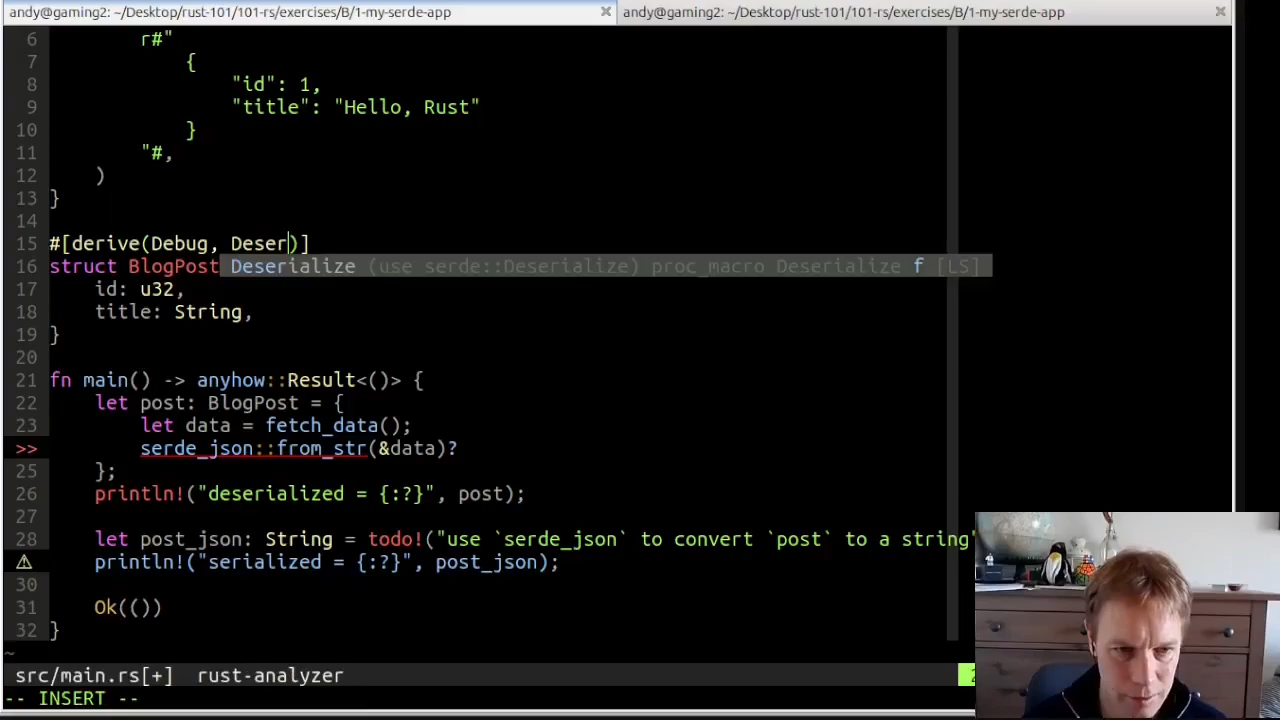 andy@gaming2: ~/Desktop/rust-101/101-rs/exercises/B/1-my-serde-app × andy@gaming2: ~/Desktop/rust-101/101-rs/exercises/B/1-my-serde-app ×
6 r#"
7 {
8 "id": 1,
9 "title": "Hello, Rust"
10 }
11 "#,
12 )
13 }
14
15 #[derive(Debug, Deser)]
16 struct BlogPost Deserialize (use serde::Deserialize) proc_macro Deserialize f [LS]
17 id: u32,
18 title: String,
19 }
20
21 fn main() -> anyhow::Result<()> {
22 let post: BlogPost = {
23 let data = fetch_data();
>> serde_json::from_str(&data)?
25 };
26 println!("deserialized = {:?}", post);
27
28 let post_json: String = todo!("use `serde_json` to convert `post` to a string"
⚠ println!("serialized = {:?}", post_json);
30
31 Ok(())
32 }
~
src/main.rs[+] rust-analyzer
-- INSERT --